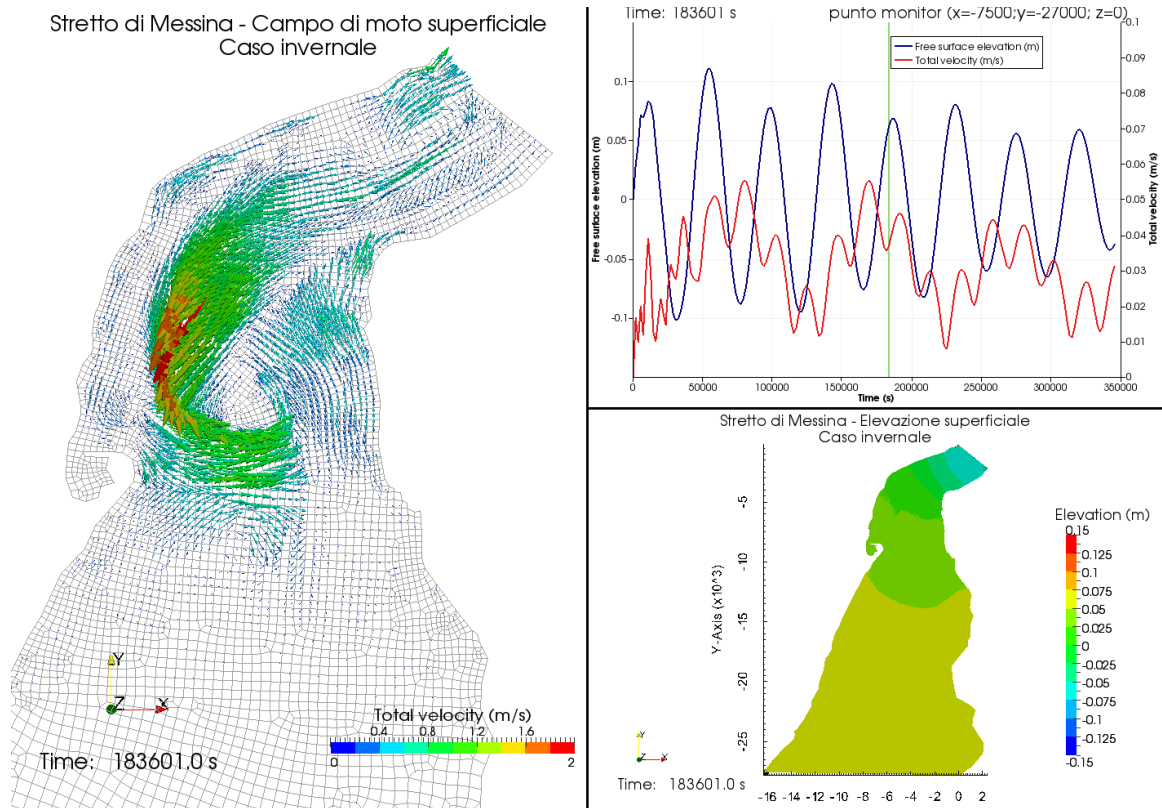 Stretto di Messina - Campo di moto superficiale
Caso invernale
Y
Z
X
Total velocity (m/s)
0.4 0.8 1.2 1.6
0 2
Time: 183601.0 s
Time: 183601 s
punto monitor (x=-7500;y=-27000; z=0)
Free surface elevation (m)
Total velocity (m/s)
0.1
0.05
0
-0.05
-0.1
Free surface elevation (m)
0.1
0.09
0.08
0.07
0.06
0.05
0.04
0.03
0.02
0.01
0
Total velocity (m/s)
0 50000 100000 150000 200000 250000 300000 350000
Time (s)
Stretto di Messina - Elevazione superficiale
Caso invernale
Y-Axis (x10^3)
-5
-10
-15
-20
-25
-16 -14 -12 -10 -8 -6 -4 -2 0 2
Y
Z
X
Time: 183601.0 s
Elevation (m)
0.15
0.125
0.1
0.075
0.05
0.025
0
-0.025
-0.05
-0.075
-0.1
-0.125
-0.15